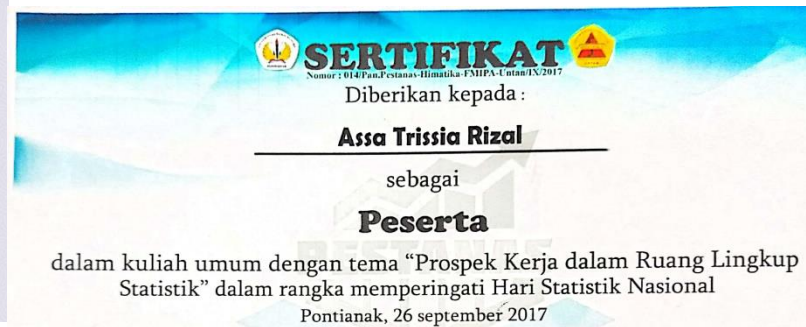 SERTIFIKAT
Nomor : 014/Pan.Pestanas-Himatika-FMIPA-Untan/IX/2017
Diberikan kepada :
Assa Trissia Rizal
sebagai
Peserta
PESTANAS
dalam kuliah umum dengan tema “Prospek Kerja dalam Ruang Lingkup
Statistik” dalam rangka memperingati Hari Statistik Nasional
Pontianak, 26 september 2017